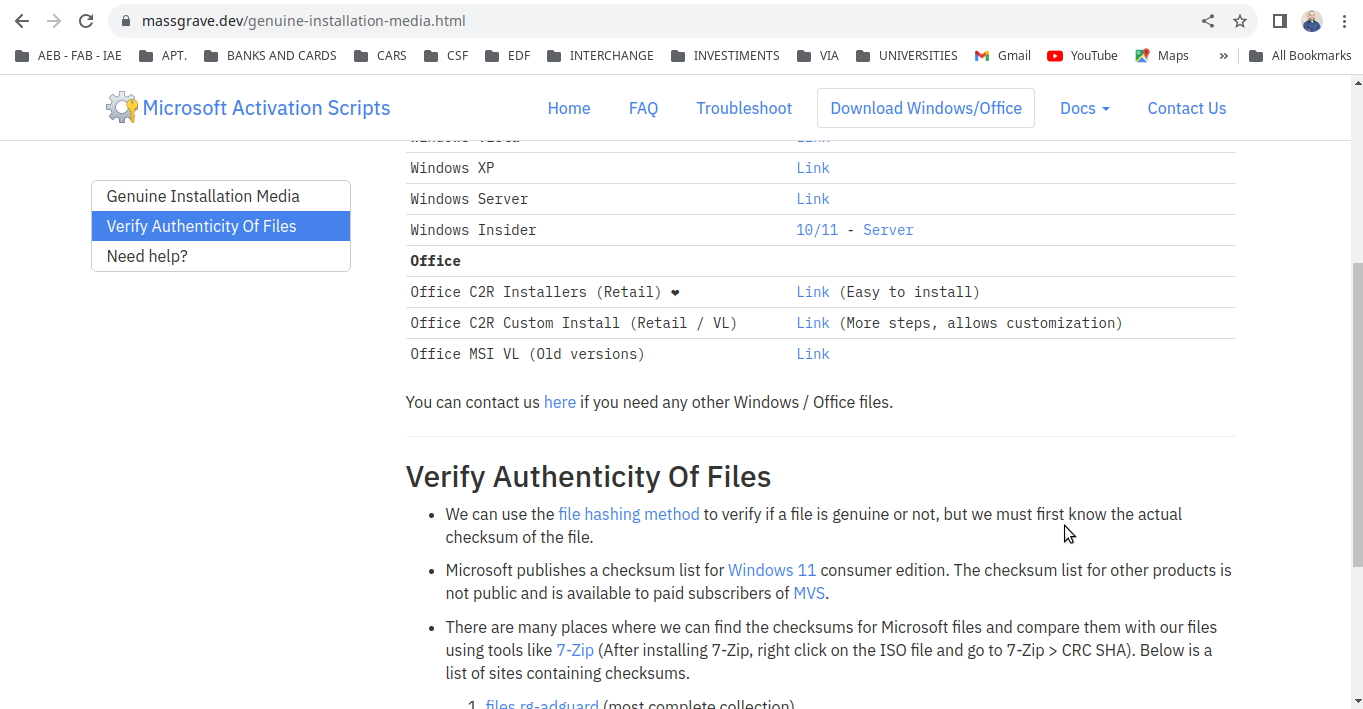 massgrave.dev/genuine-installation-media.html
AEB - FAB - IAE APT. BANKS AND CARDS CARS CSF EDF INTERCHANGE INVESTIMENTS VIA UNIVERSITIES Gmail YouTube Maps » All Bookmarks
Microsoft Activation Scripts Home FAQ Troubleshoot Download Windows/Office Docs Contact Us
Windows Vista Link
Windows XP Link
Genuine Installation Media
Verify Authenticity Of Files
Need help?
Windows Server Link
Windows Insider 10/11 - Server
Office
Office C2R Installers (Retail) ❤ Link (Easy to install)
Office C2R Custom Install (Retail / VL) Link (More steps, allows customization)
Office MSI VL (Old versions) Link
You can contact us here if you need any other Windows / Office files.
Verify Authenticity Of Files
• We can use the file hashing method to verify if a file is genuine or not, but we must first know the actual
checksum of the file.
• Microsoft publishes a checksum list for Windows 11 consumer edition. The checksum list for other products is
not public and is available to paid subscribers of MVS.
• There are many places where we can find the checksums for Microsoft files and compare them with our files
using tools like 7-Zip (After installing 7-Zip, right click on the ISO file and go to 7-Zip > CRC SHA). Below is a
list of sites containing checksums.
1. files.rg-adguard (most complete collection)